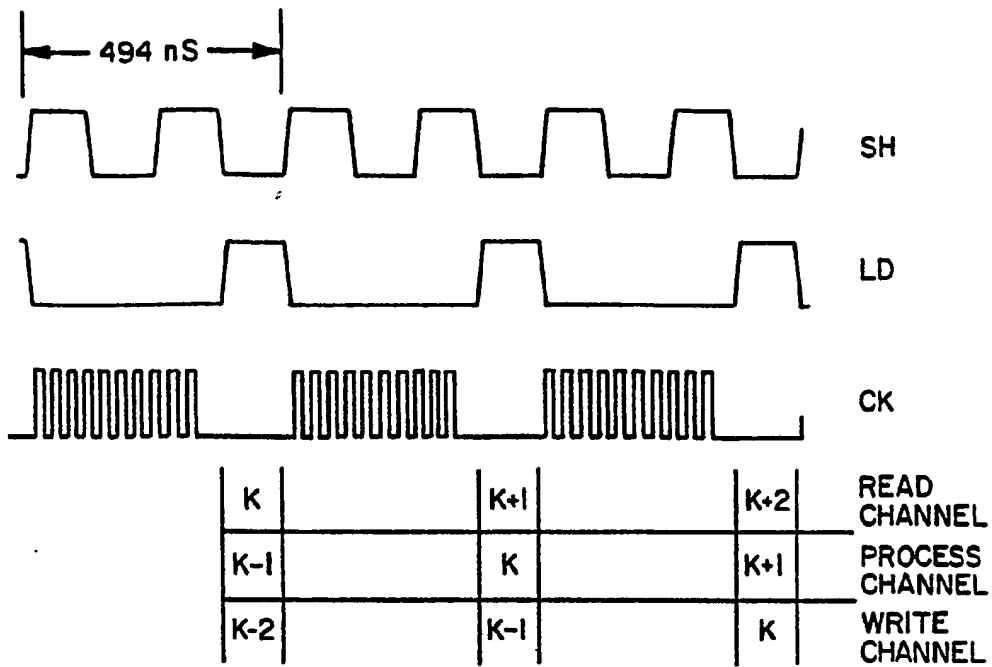 494 nS
SH
LD
CK
K K+1 K+2 READ
CHANNEL
K-1 K K+1 PROCESS
CHANNEL
K-2 K-1 K WRITE
CHANNEL